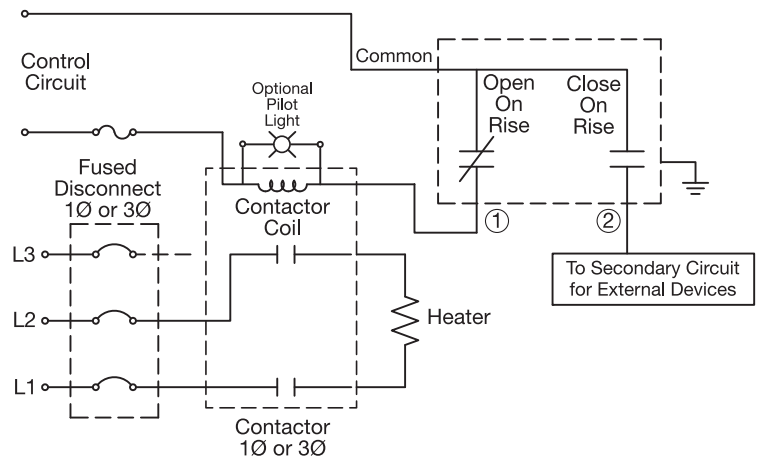 Control
Circuit
Common
Open
On
Rise
Close
On
Rise
Optional
Pilot
Light
Fused
Disconnect
1Ø or 3Ø
Contactor
Coil
①
②
L3
To Secondary Circuit
for External Devices
L2
Heater
L1
Contactor
1Ø or 3Ø